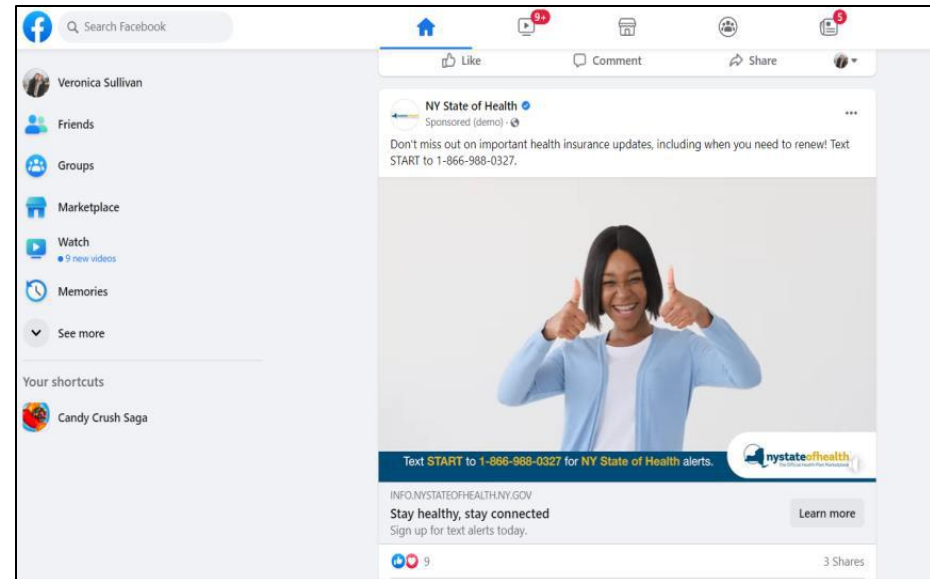 Search Facebook
9+
5
Veronica Sullivan
Friends
Groups
Marketplace
Watch
9 new videos
Memories
See more
Your shortcuts
Candy Crush Saga
Like Comment Share
NY State of Health
Sponsored (demo) ·
Don't miss out on important health insurance updates, including when you need to renew! Text
START to 1-866-988-0327.
Text START to 1-866-988-0327 for NY State of Health alerts.
nystateofhealth
The Official Health Plan Marketplace
INFO.NYSTATEOFHEALTH.NY.GOV
Stay healthy, stay connected
Sign up for text alerts today.
Learn more
9
3 Shares